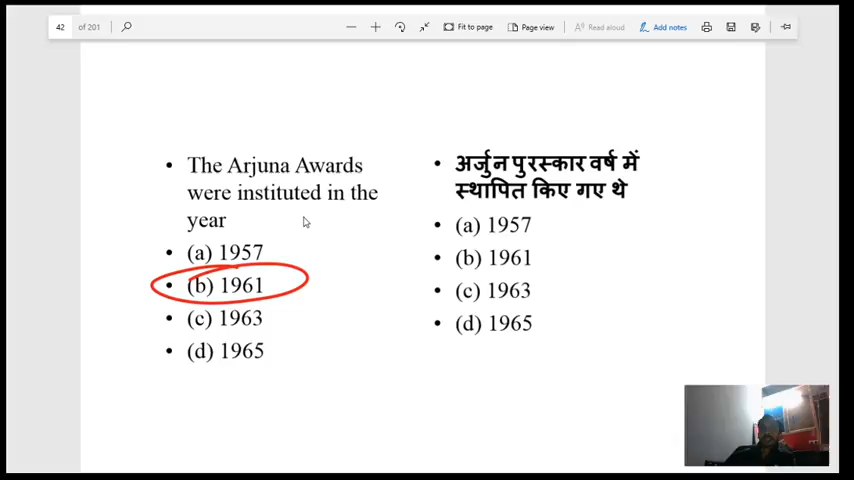 42 of 201 Fit to page Page view Read aloud Add notes
• The Arjuna Awards
were instituted in the
year
• (a) 1957
• (b) 1961
• (c) 1963
• (d) 1965
• अर्जुन पुरस्कार वर्ष में
स्थापित किए गए थे
• (a) 1957
• (b) 1961
• (c) 1963
• (d) 1965